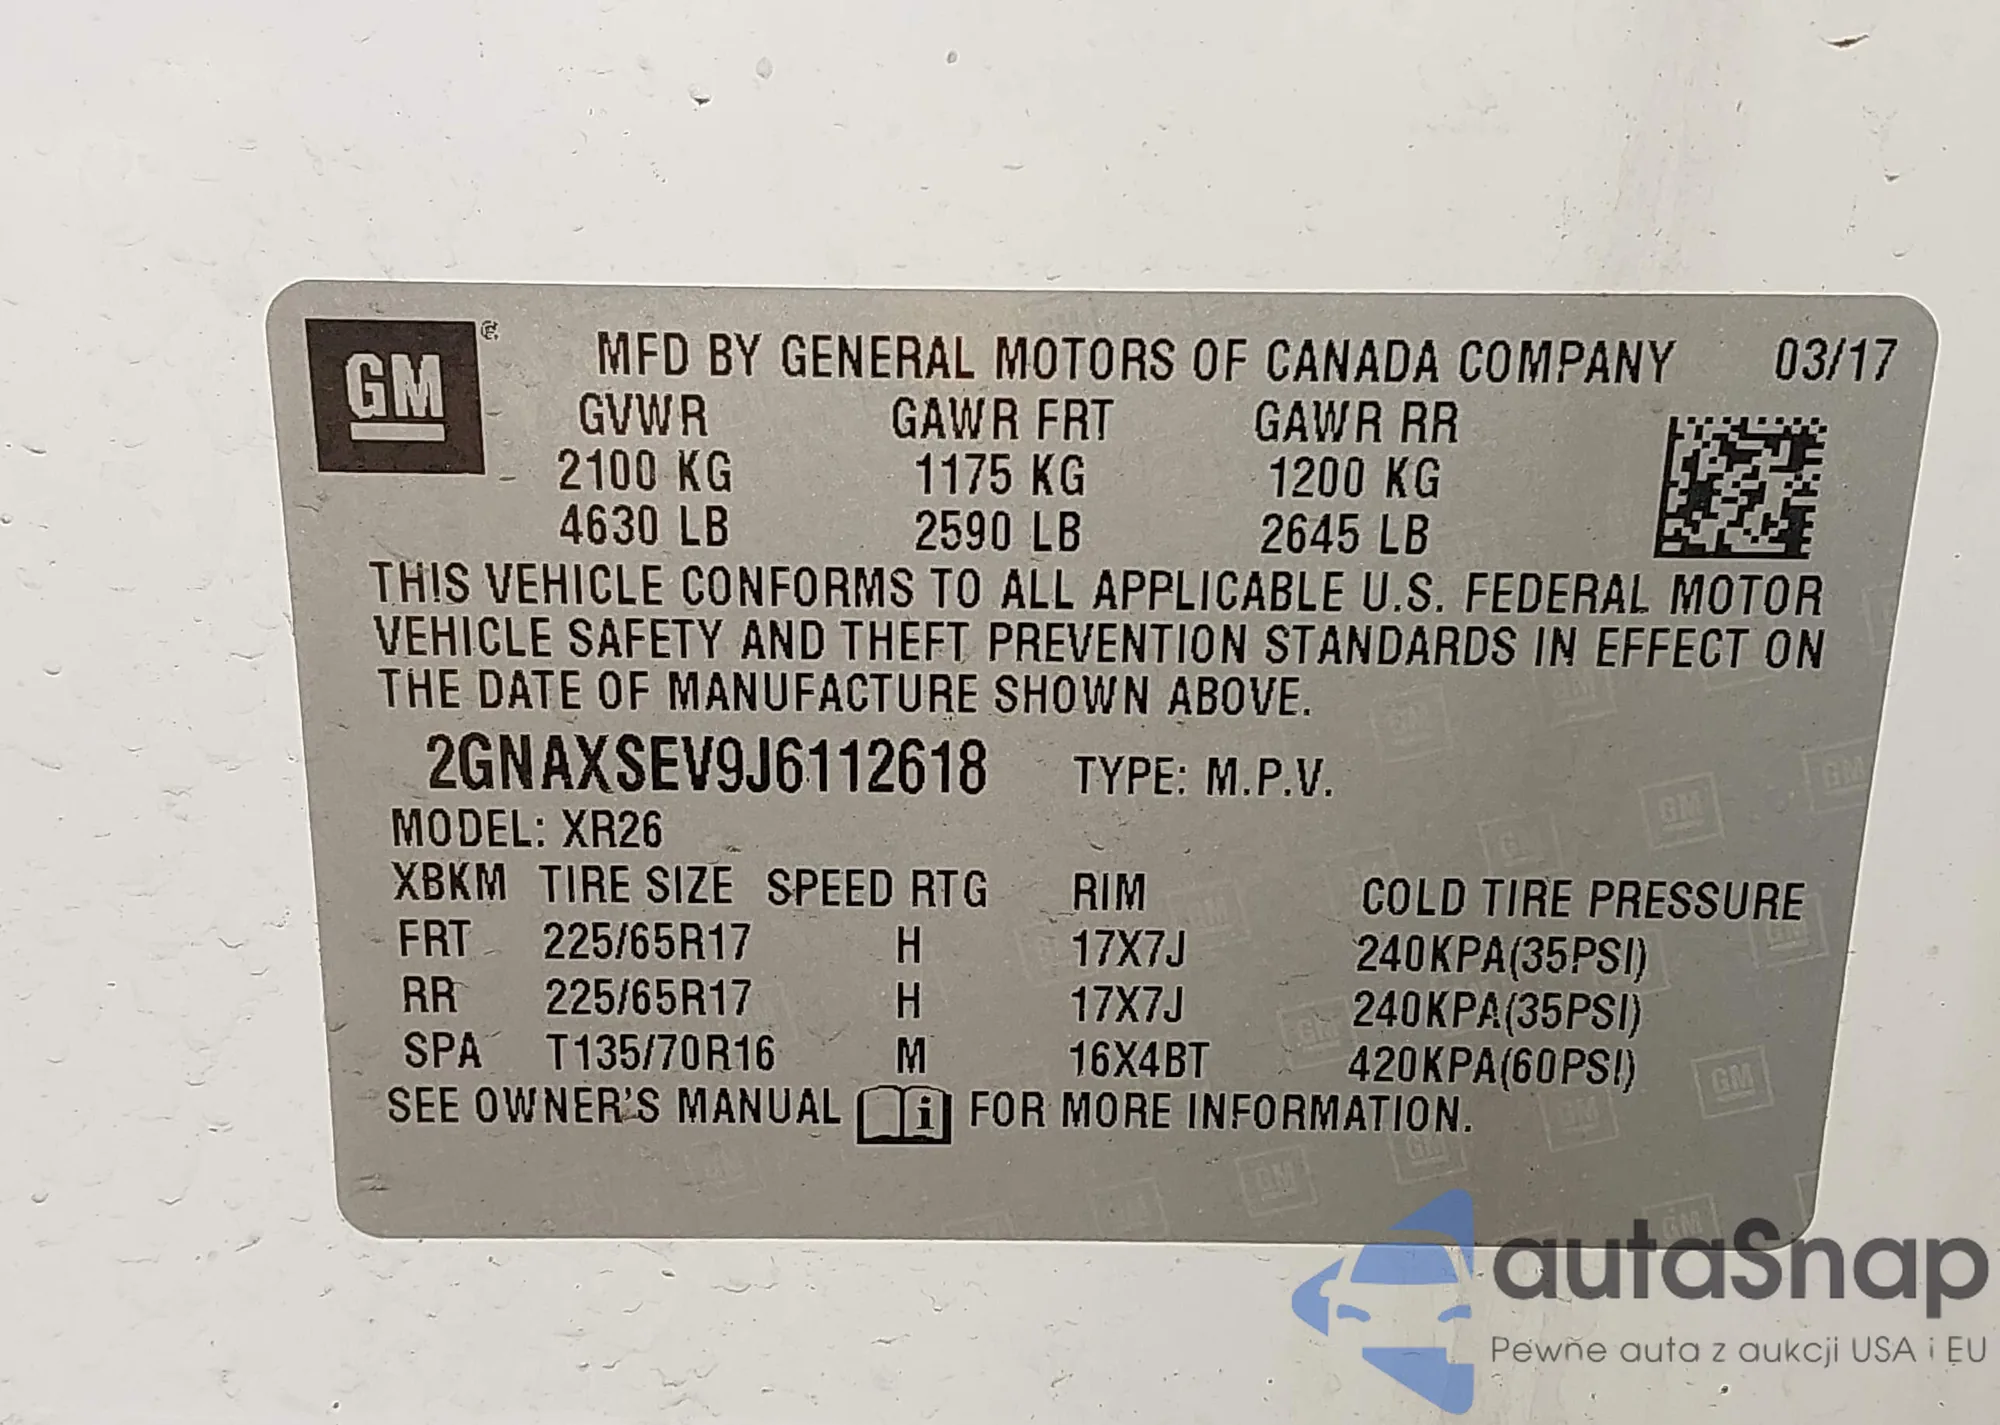 GM
MFD BY GENERAL MOTORS OF CANADA COMPANY 03/17
GVWR GAWR FRT GAWR RR
2100 KG 1175 KG 1200 KG
4630 LB 2590 LB 2645 LB
THIS VEHICLE CONFORMS TO ALL APPLICABLE U.S. FEDERAL MOTOR
VEHICLE SAFETY AND THEFT PREVENTION STANDARDS IN EFFECT ON
THE DATE OF MANUFACTURE SHOWN ABOVE.
2GNAXSEV9J6112618 TYPE: M.P.V.
MODEL: XR26
XBKM TIRE SIZE SPEED RTG RIM COLD TIRE PRESSURE
FRT 225/65R17 H 17X7J 240KPA(35PSI)
RR 225/65R17 H 17X7J 240KPA(35PSI)
SPA T135/70R16 M 16X4BT 420KPA(60PSI)
SEE OWNER'S MANUAL i FOR MORE INFORMATION.
autaSnap
Pewne auta z aukcji USA i EU